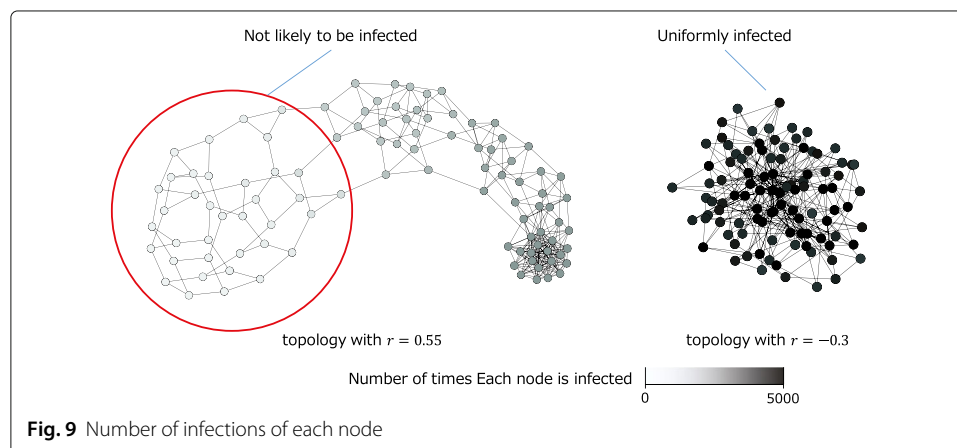 Not likely to be infected
Uniformly infected
topology with r = 0.55
topology with r = −0.3
Number of times Each node is infected
0
5000
Fig. 9 Number of infections of each node